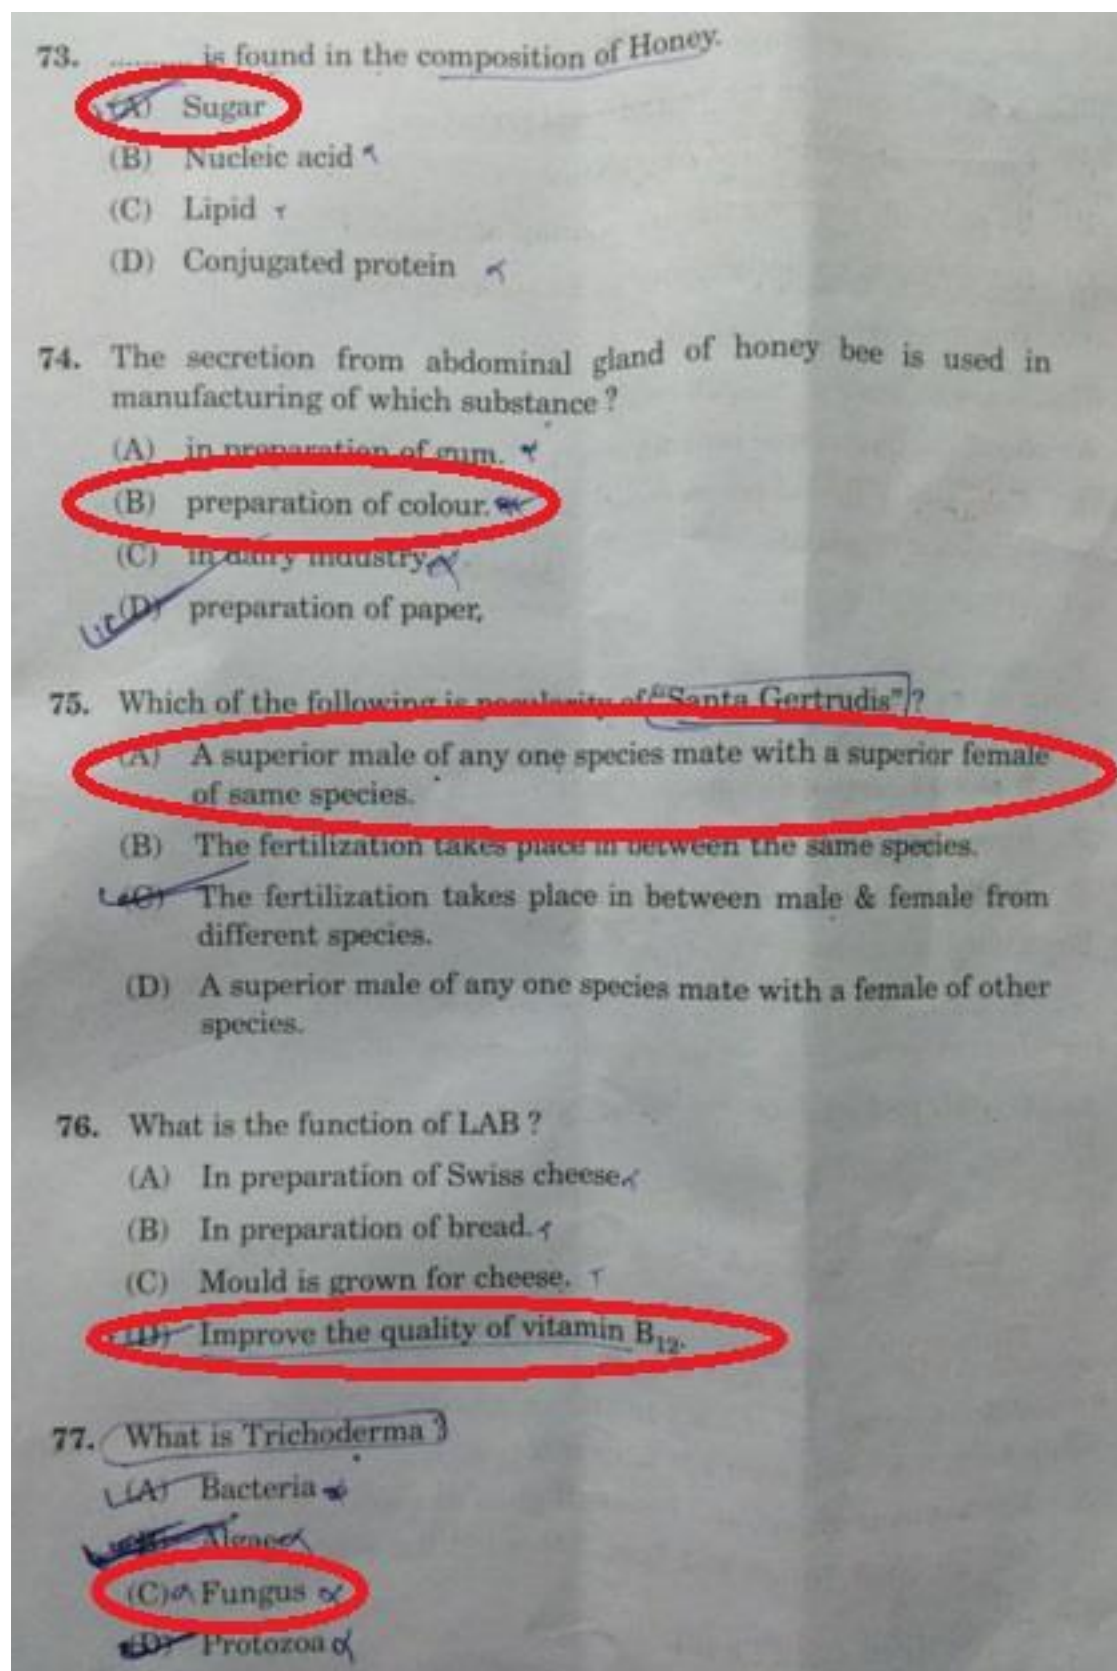 73. .......... is found in the composition of Honey.
(A) Sugar
(B) Nucleic acid
(C) Lipid
(D) Conjugated protein
74. The secretion from abdominal gland of honey bee is used in
manufacturing of which substance ?
(A) in preparation of gum.
(B) preparation of colour.
(C) in dairy industry
(D) preparation of paper,
75. Which of the following is pecularity of "Santa Gertrudis" ?
(A) A superior male of any one species mate with a superior female
of same species.
(B) The fertilization takes place in between the same species.
(C) The fertilization takes place in between male & female from
different species.
(D) A superior male of any one species mate with a female of other
species.
76. What is the function of LAB ?
(A) In preparation of Swiss cheese.
(B) In preparation of bread.
(C) Mould is grown for cheese.
(D) Improve the quality of vitamin B₁₂.
77. What is Trichoderma ?
(A) Bacteria
(B) Algae
(C) Fungus
(D) Protozoa